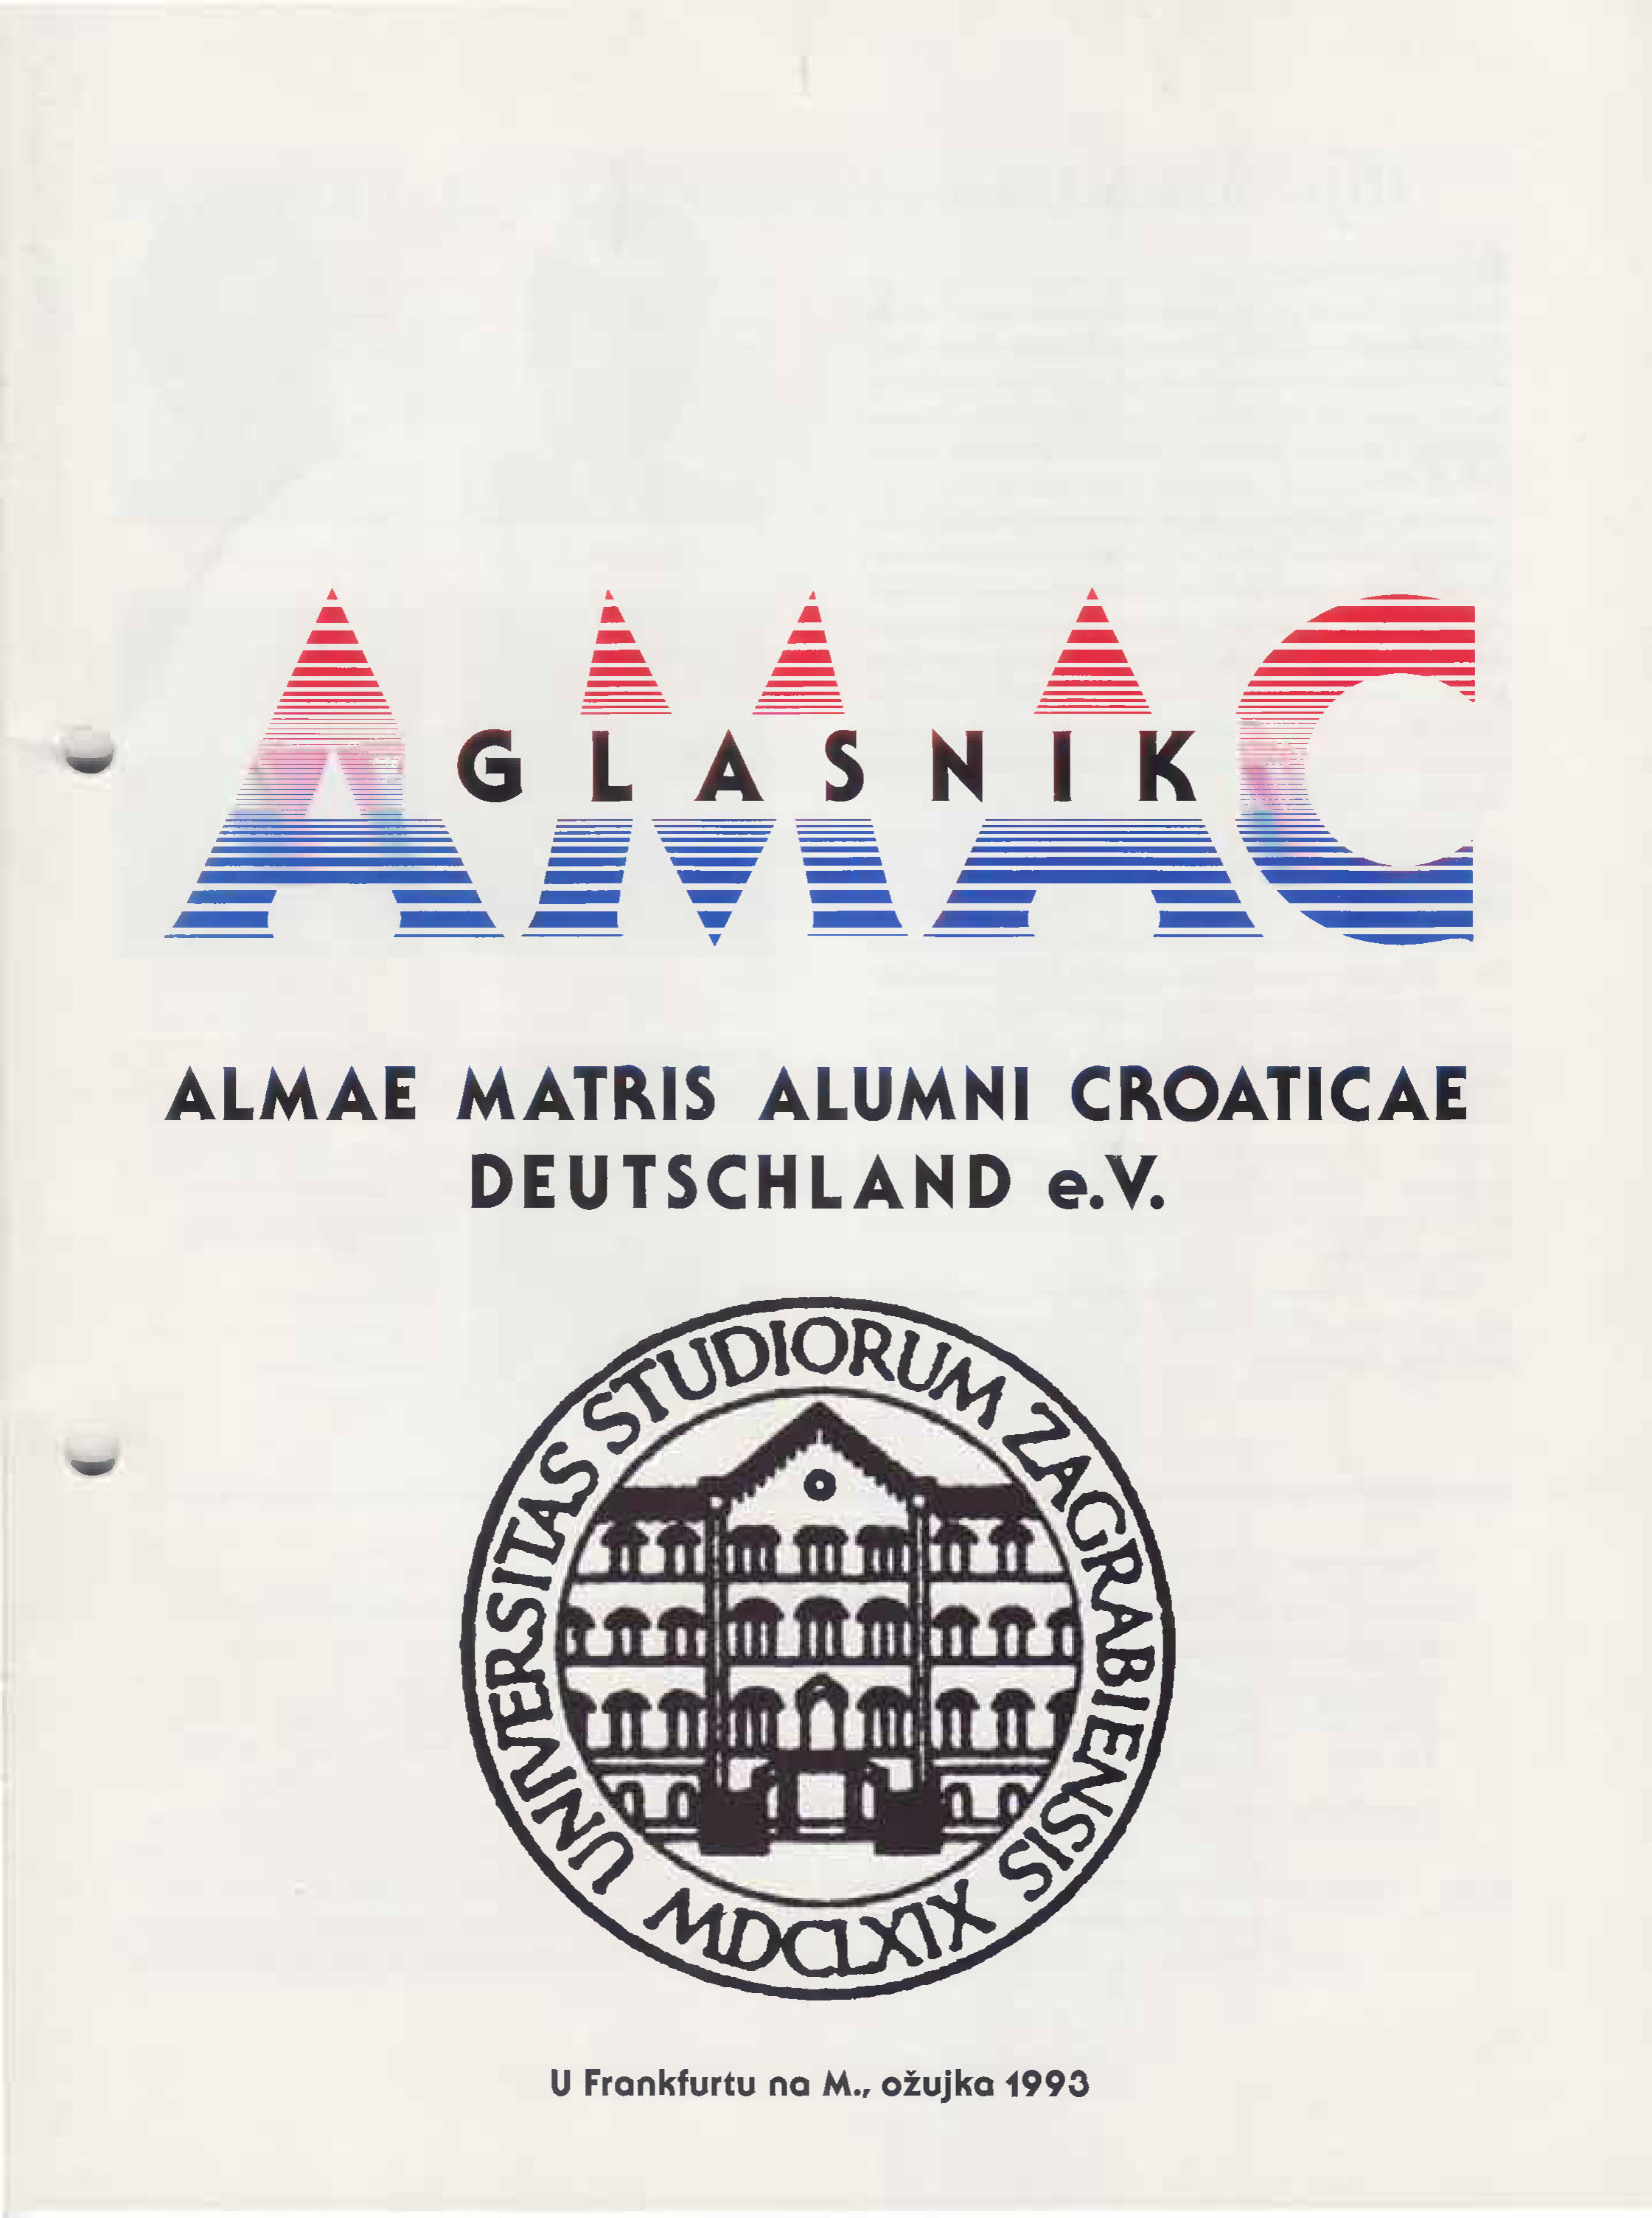 AMAC
GLASNIK
ALMAE MATRIS ALUMNI CROATICAE
DEUTSCHLAND e.V.
UNIVERSITAS STUDIORUM ZAGRABIENSIS
MDCLXIX
U Frankfurtu na M., ožujka 1993